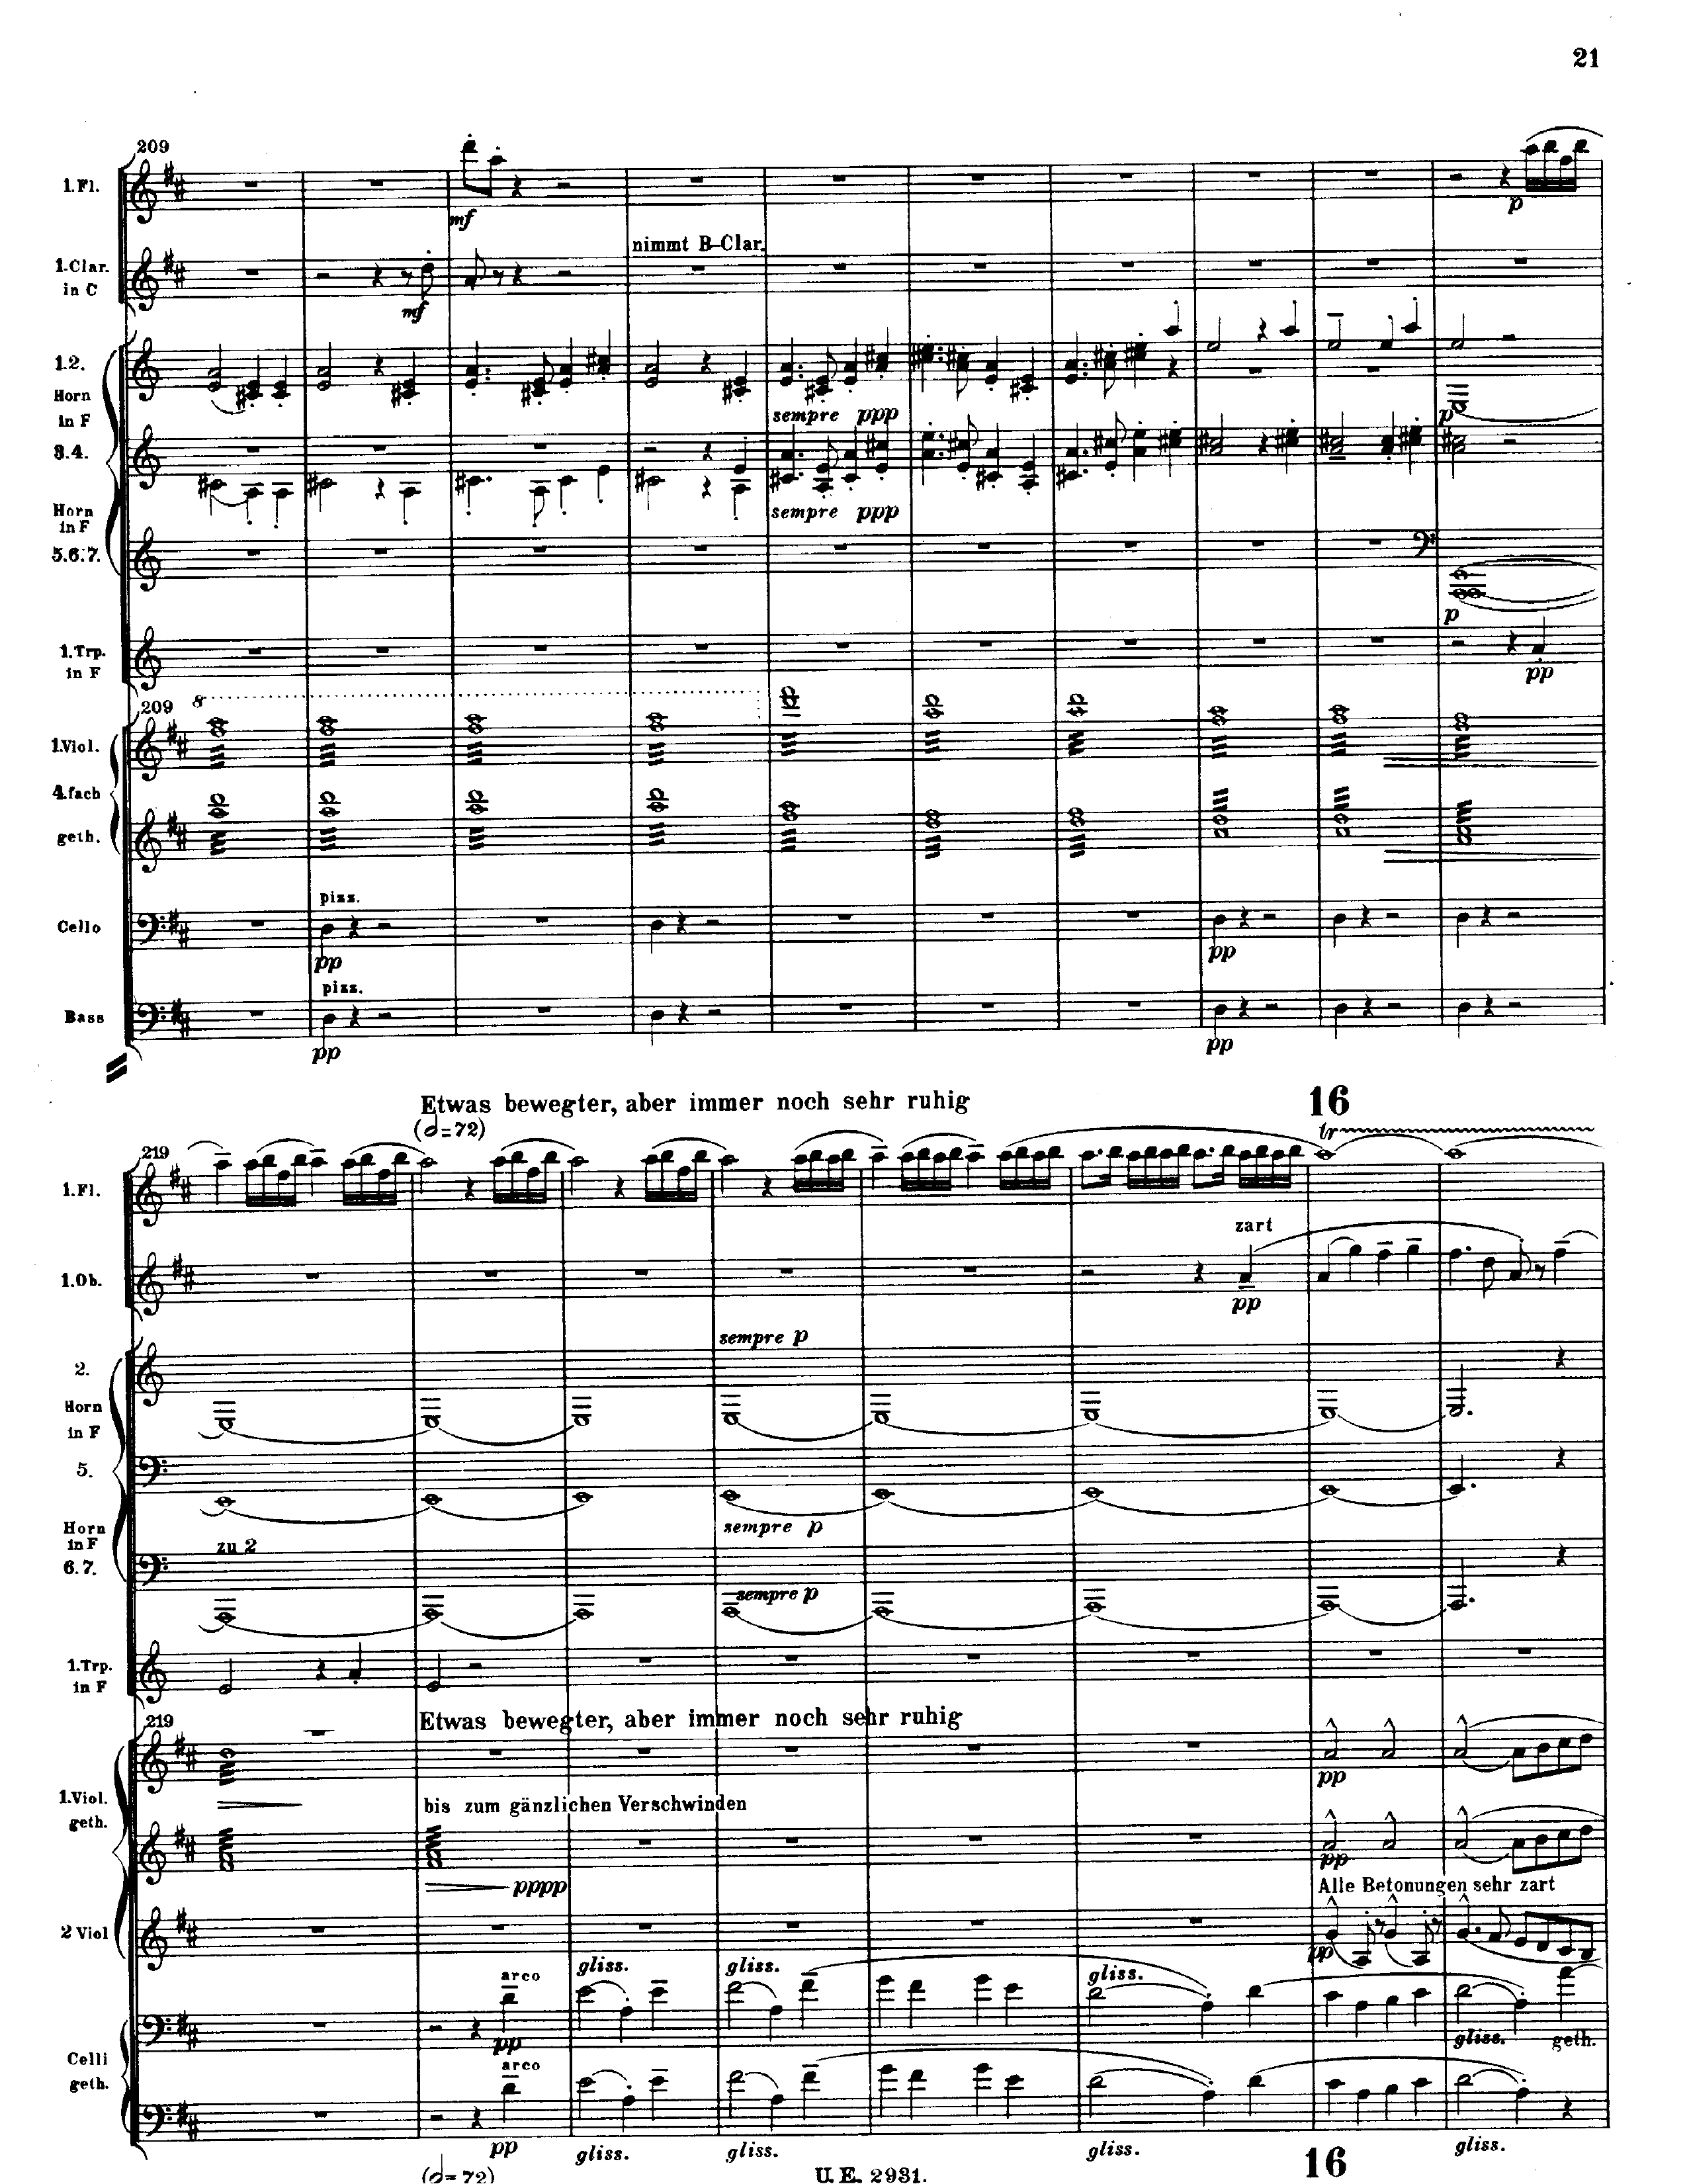 21
209
1. Fl.
mf
p
nimmt B-Clar.
1. Clar.
in C
mf
1.2.
Horn
in F
sempre ppp
p
3.4.
sempre ppp
Horn
in F
5.6.7.
p
1. Trp.
in F
pp
8
209
1. Viol.
4. fach
geth.
pizz.
Cello
pp
pp
pizz.
Bass
pp
pp
Etwas bewegter, aber immer noch sehr ruhig
16
(𝅗𝅥=72)
tr
219
1. Fl.
zart
1. Ob.
pp
sempre p
2.
Horn
in F
5.
sempre p
Horn
in F
zu 2
6.7.
sempre p
1. Trp.
in F
219
Etwas bewegter, aber immer noch sehr ruhig
pp
1. Viol.
geth.
bis zum gänzlichen Verschwinden
pppp
pp
Alle Betonungen sehr zart
2 Viol
pp
arco
gliss.
gliss.
gliss.
pp
gliss.
geth.
arco
Celli
geth.
pp
gliss.
gliss.
gliss.
gliss.
(𝅗𝅥=72)
U. E. 2931.
16